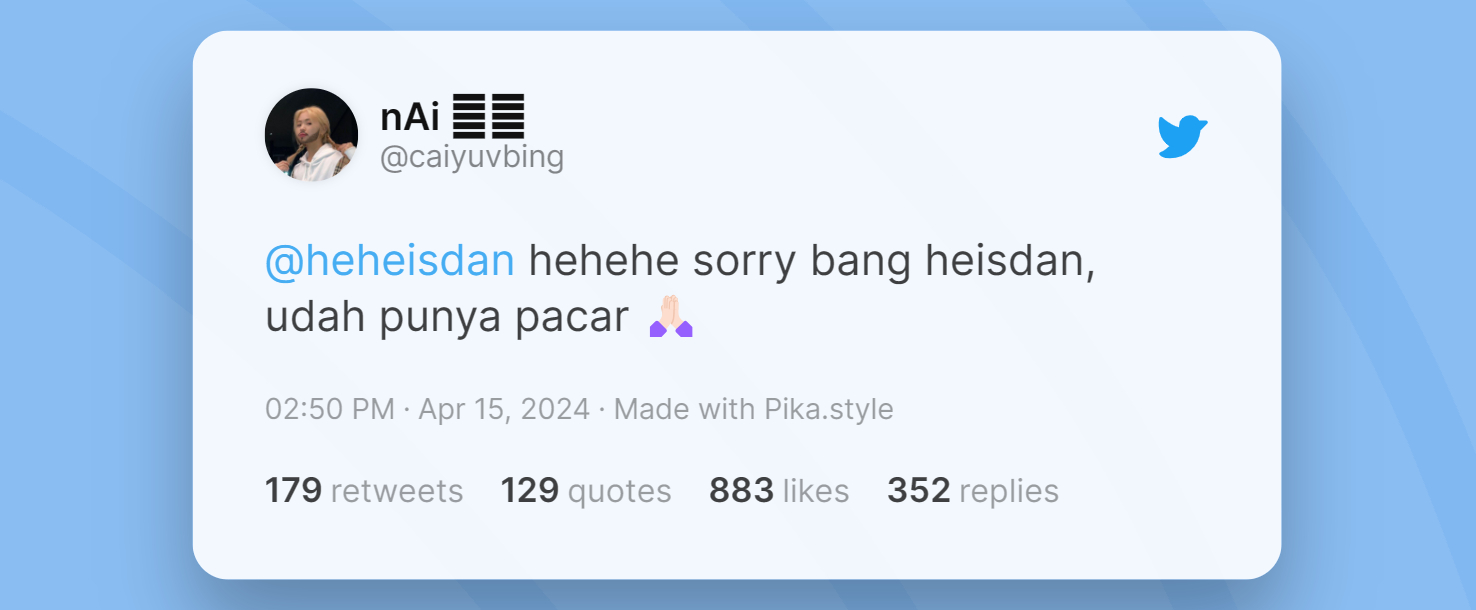 nAi ䷁䷁
@caiyuvbing
@heheisdan hehehe sorry bang heisdan,
udah punya pacar 🙏🏻
02:50 PM · Apr 15, 2024 · Made with Pika.style
179 retweets 129 quotes 883 likes 352 replies